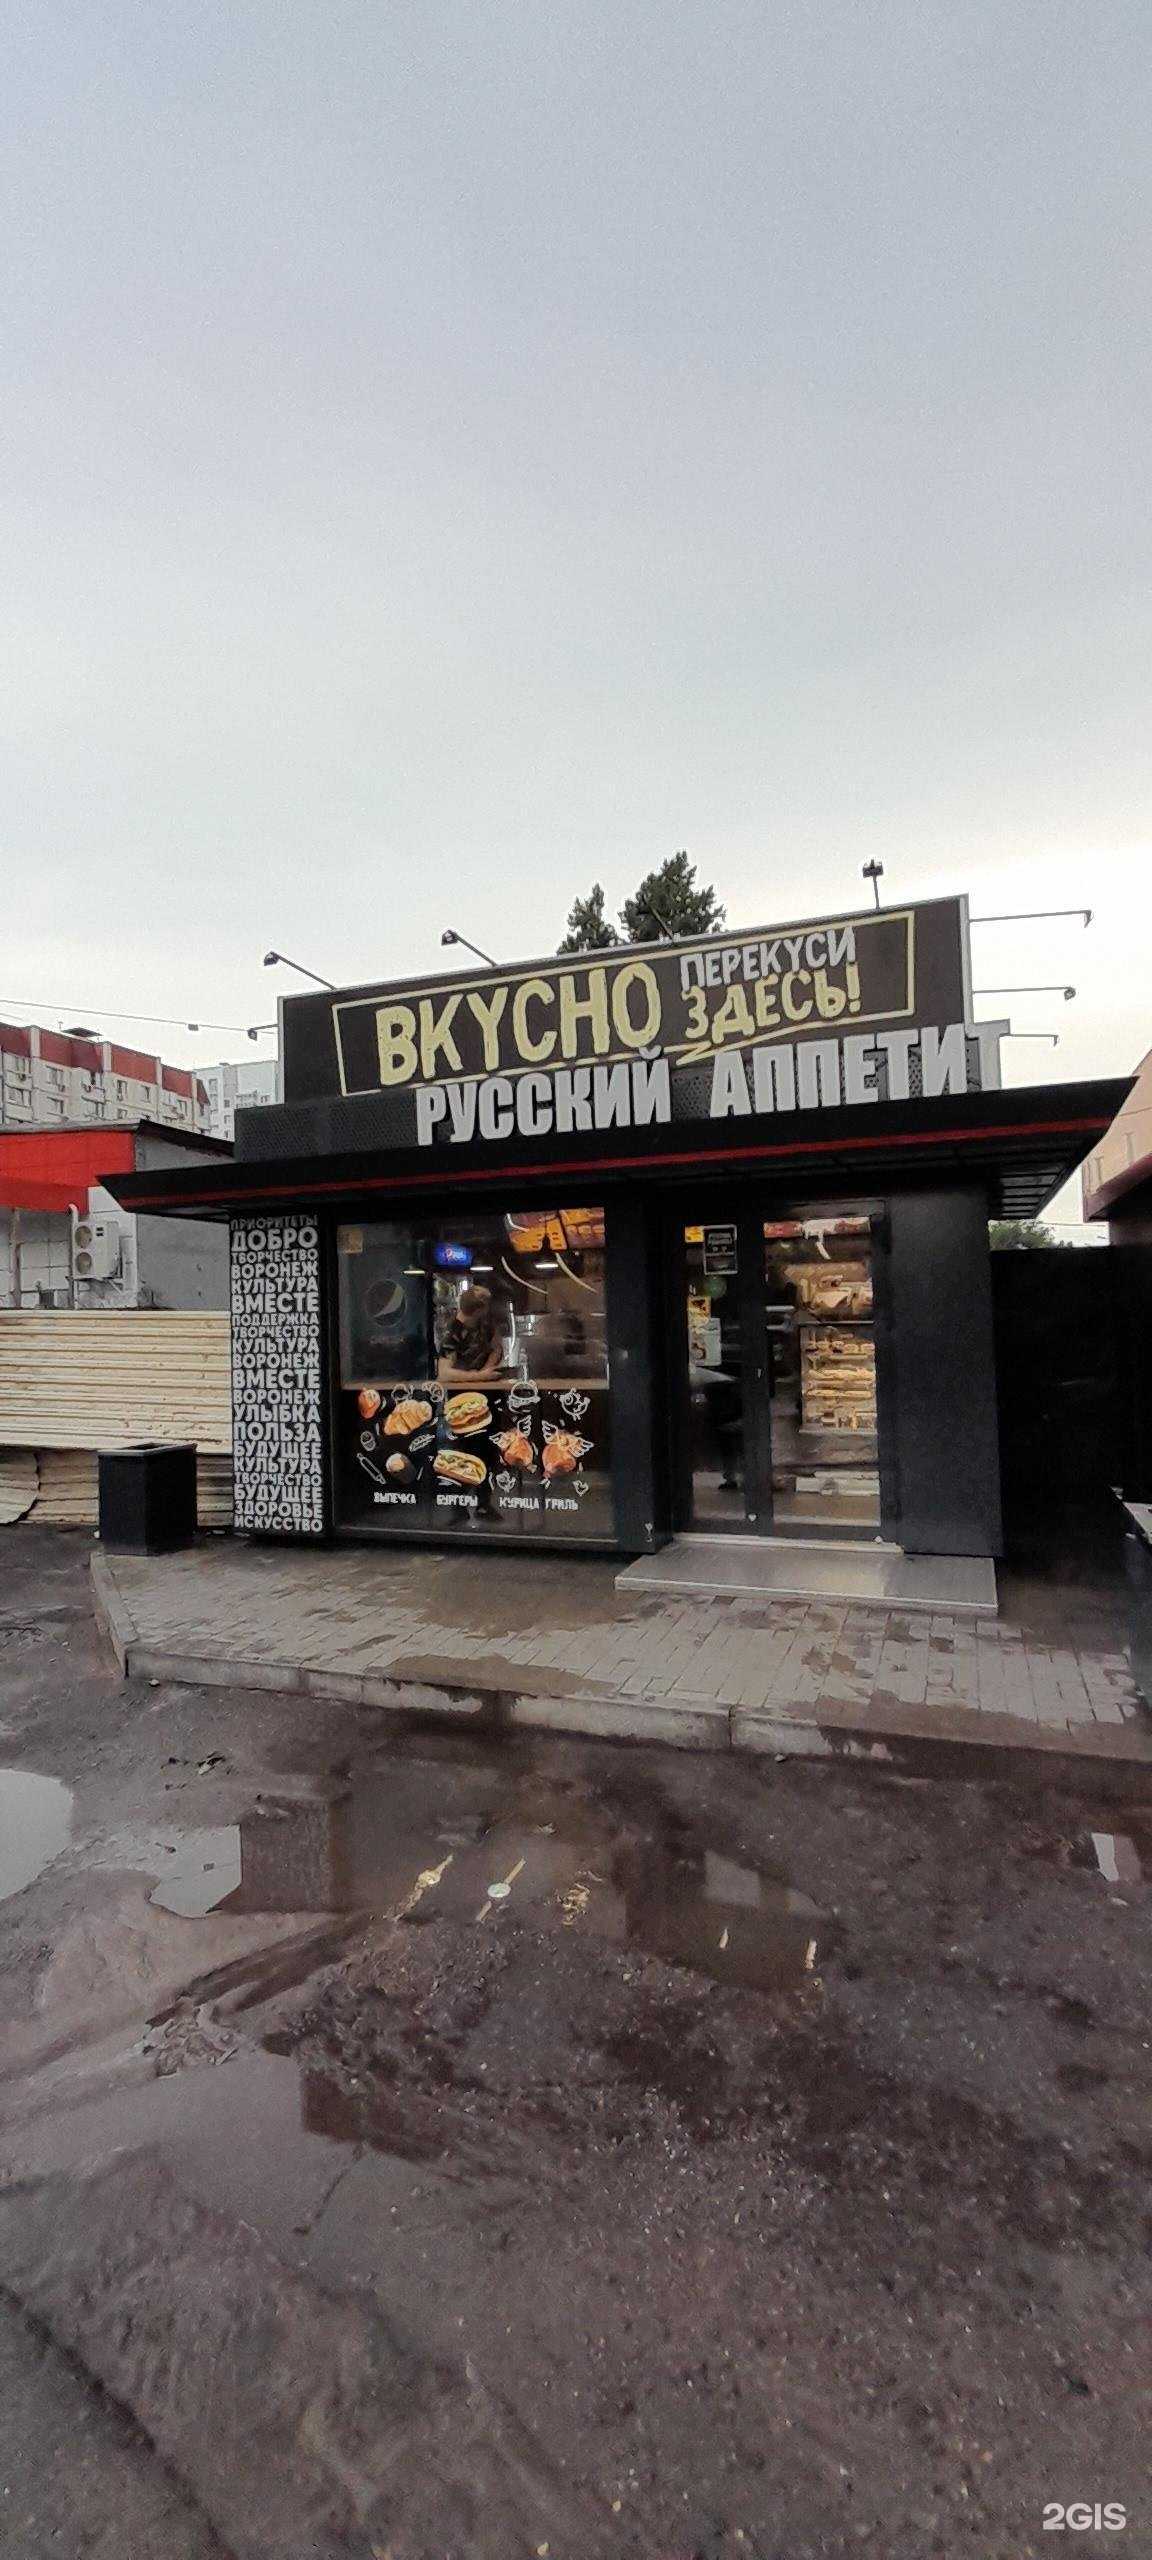 ВКУСНО ПЕРЕКУСИ
ЗДЕСЬ!
РУССКИЙ АППЕТИТ
ПРИОРИТЕТЫ
ДОБРО
ТВОРЧЕСТВО
ВОРОНЕЖ
КУЛЬТУРА
ВМЕСТЕ
ПОДДЕРЖКА
ТВОРЧЕСТВО
КУЛЬТУРА
ВОРОНЕЖ
ВМЕСТЕ
ВОРОНЕЖ
УЛЫБКА
ПОЛЬЗА
БУДУЩЕЕ
КУЛЬТУРА
ТВОРЧЕСТВО
БУДУЩЕЕ
ЗДОРОВЬЕ
ИСКУССТВО
ВЫПЕЧКА БУРГЕРЫ КУРИЦА ГРИЛЬ
2GIS